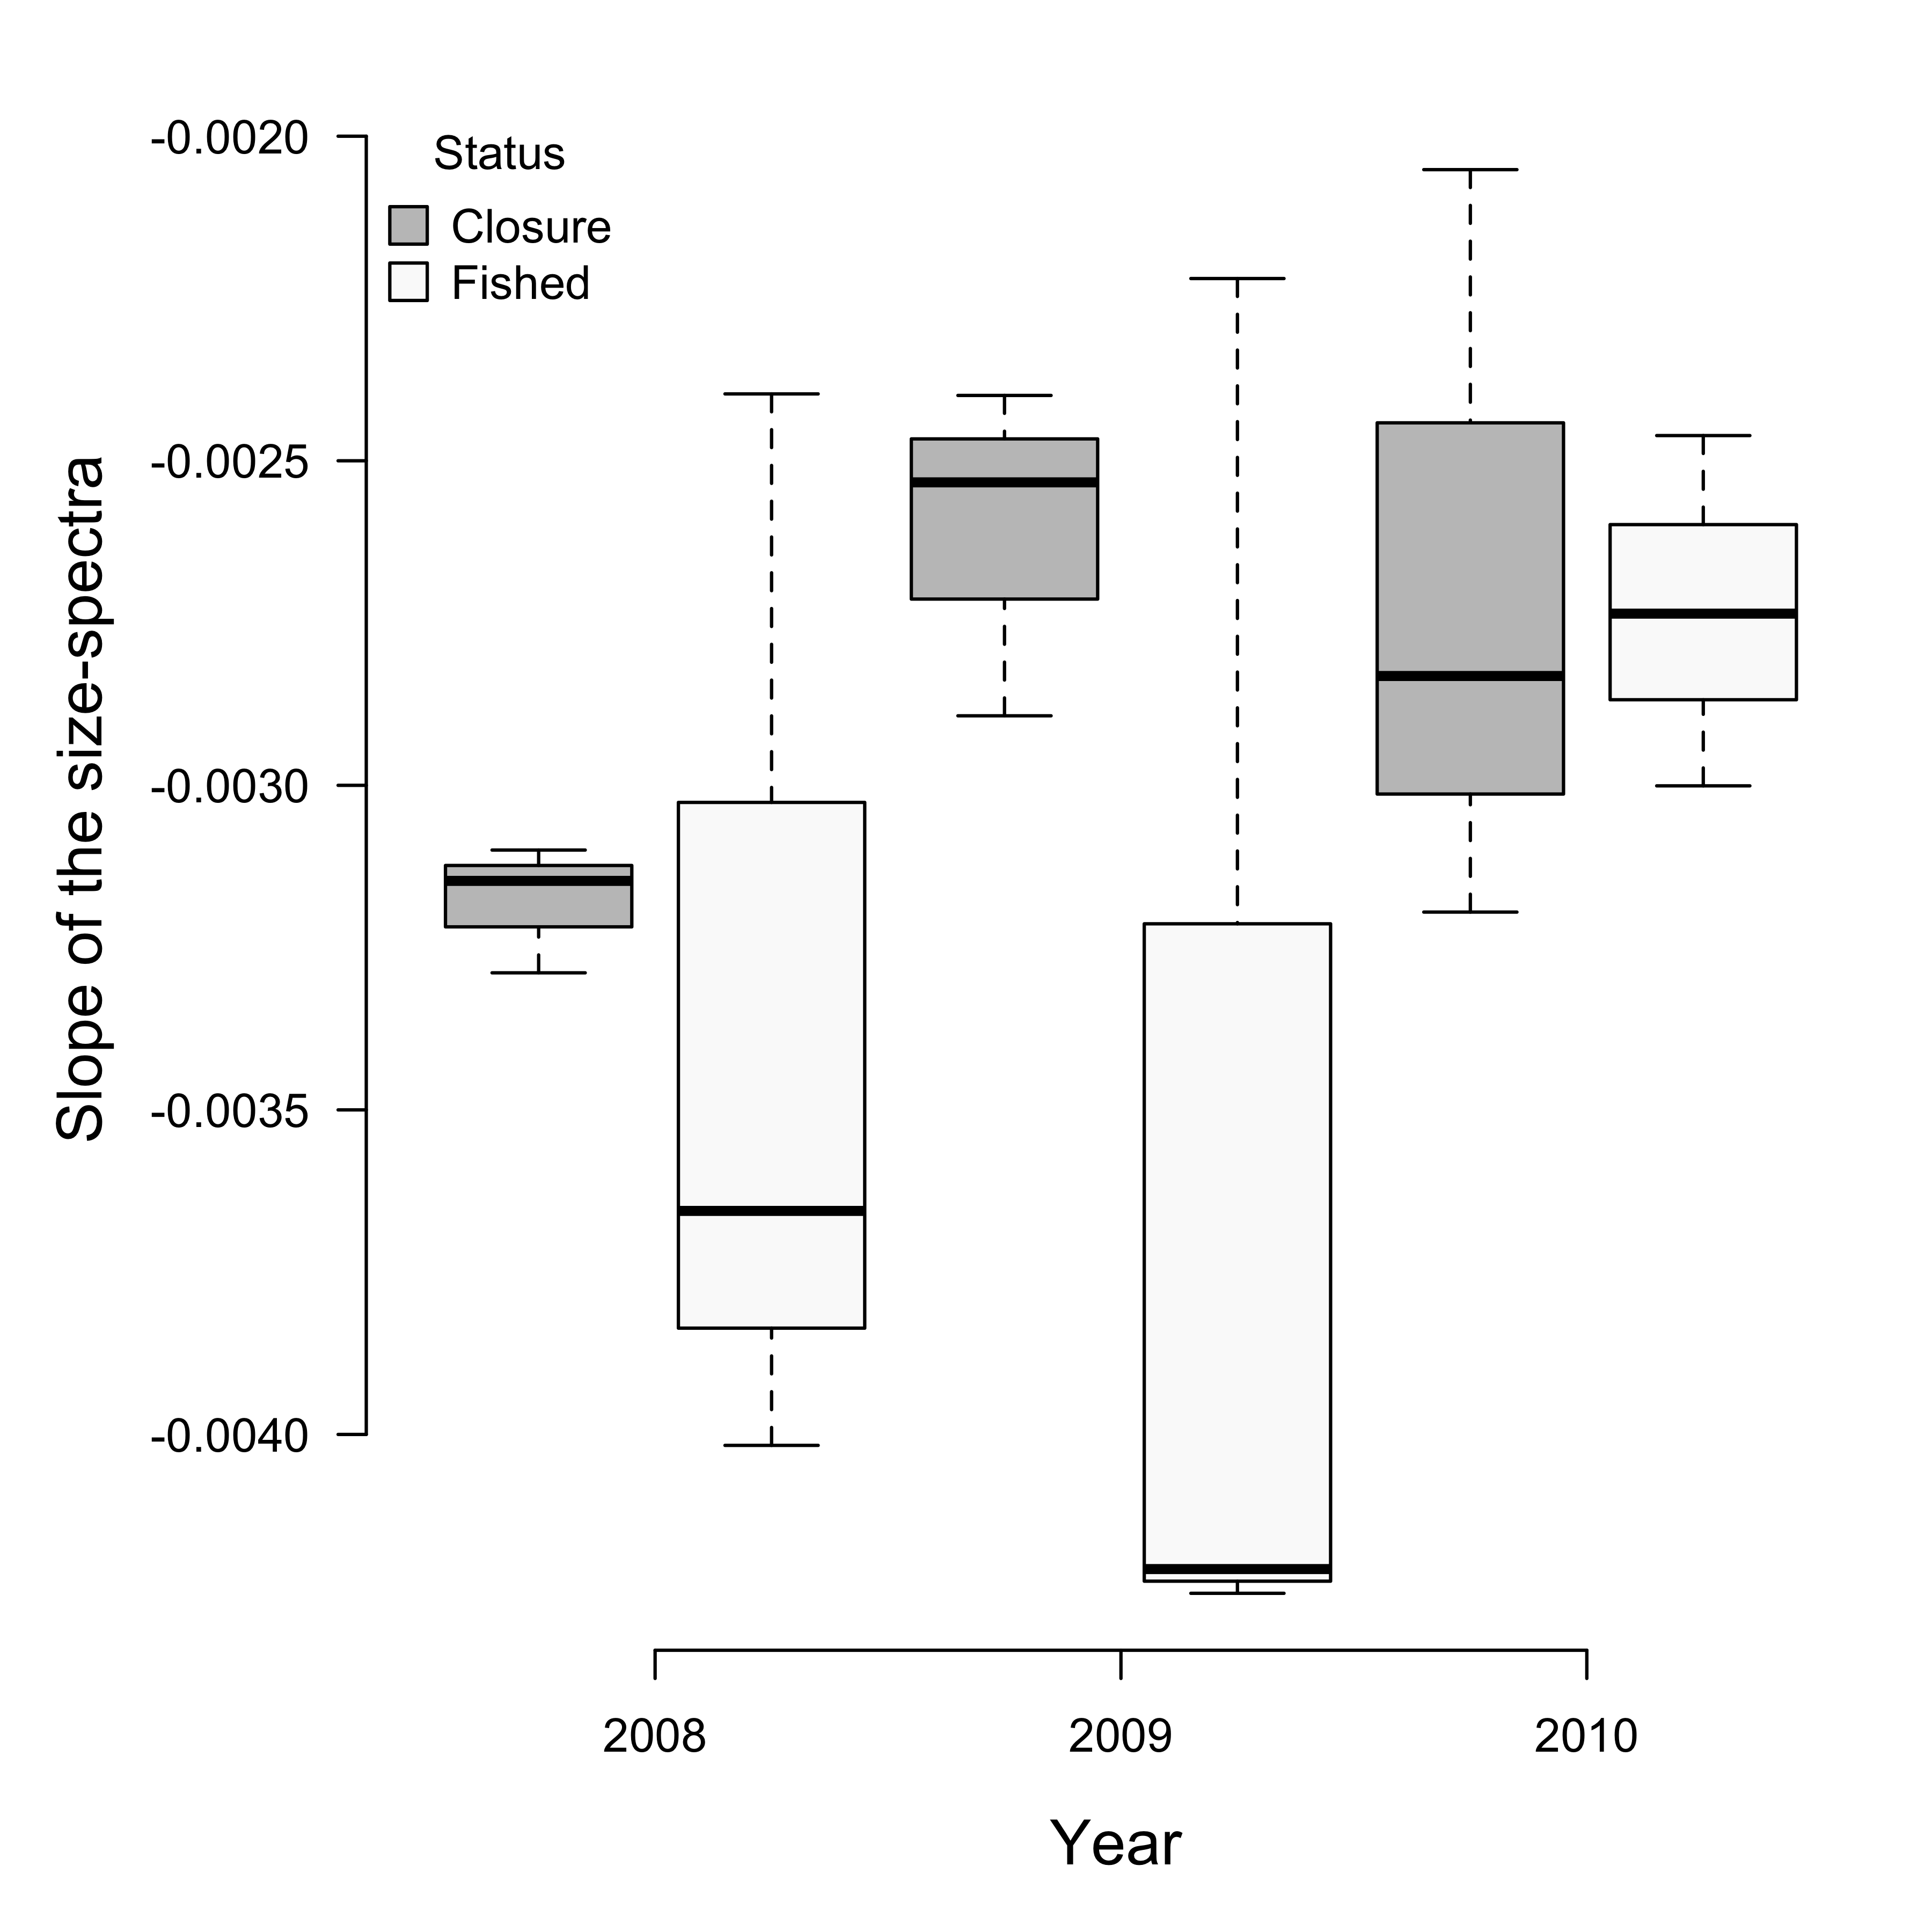 Slope of the size-spectra
-0.0020
-0.0025
-0.0030
-0.0035
-0.0040
Status
Closure
Fished
2008
2009
2010
Year